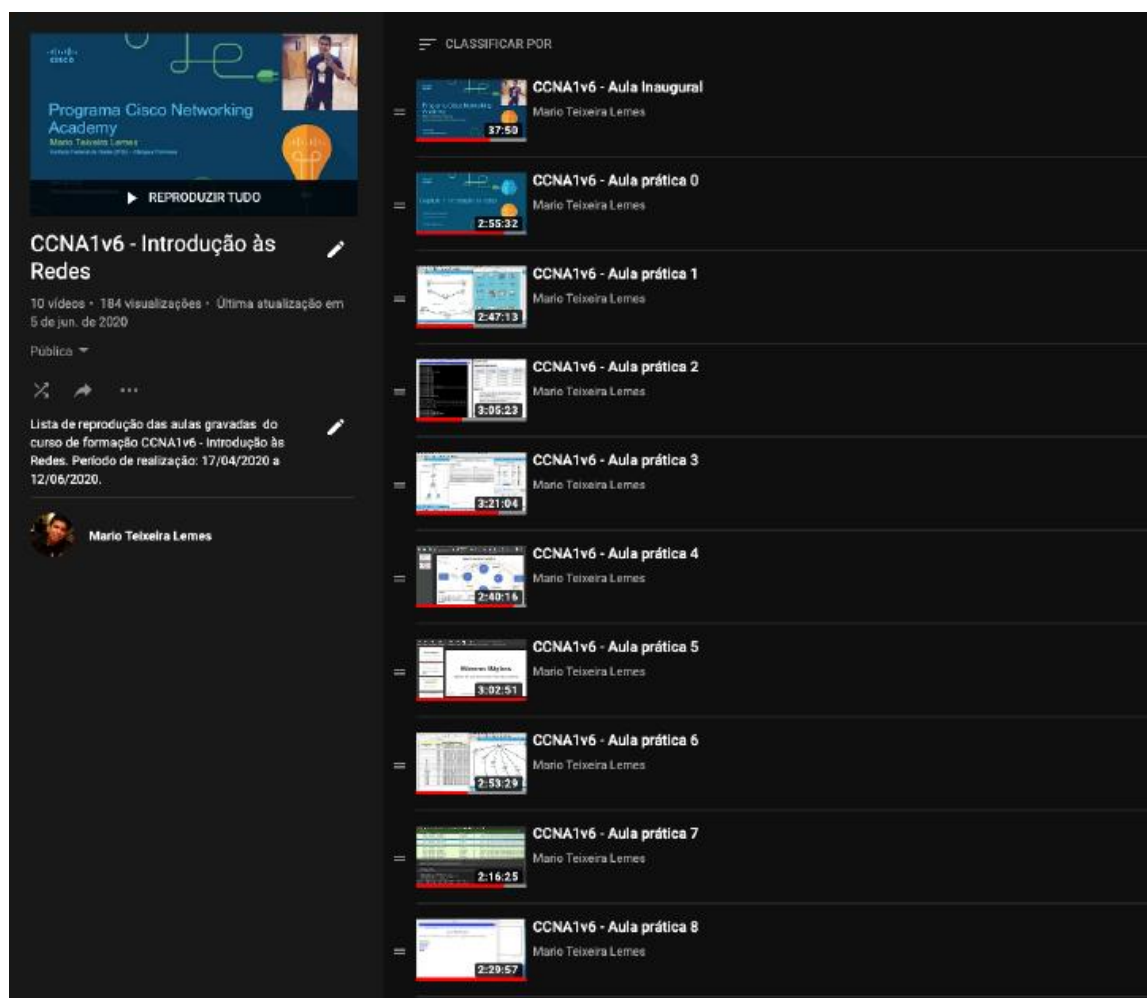 CISCO
Programa Cisco Networking
Academy
Mario Teixeira Lemes
REPRODUZIR TUDO
CCNA1v6 - Introdução às
Redes
10 vídeos • 184 visualizações • Última atualização em
5 de jun. de 2020
Pública
Lista de reprodução das aulas gravadas do
curso de formação CCNA1v6 - Introdução às
Redes. Período de realização: 17/04/2020 a
12/06/2020.
Mario Teixeira Lemes
CLASSIFICAR POR
37:50
CCNA1v6 - Aula Inaugural
Mario Teixeira Lemes
2:55:32
CCNA1v6 - Aula prática 0
Mario Teixeira Lemes
2:47:13
CCNA1v6 - Aula prática 1
Mario Teixeira Lemes
3:05:23
CCNA1v6 - Aula prática 2
Mario Teixeira Lemes
3:21:04
CCNA1v6 - Aula prática 3
Mario Teixeira Lemes
2:40:16
CCNA1v6 - Aula prática 4
Mario Teixeira Lemes
3:02:51
CCNA1v6 - Aula prática 5
Mario Teixeira Lemes
2:53:29
CCNA1v6 - Aula prática 6
Mario Teixeira Lemes
2:16:25
CCNA1v6 - Aula prática 7
Mario Teixeira Lemes
2:29:57
CCNA1v6 - Aula prática 8
Mario Teixeira Lemes